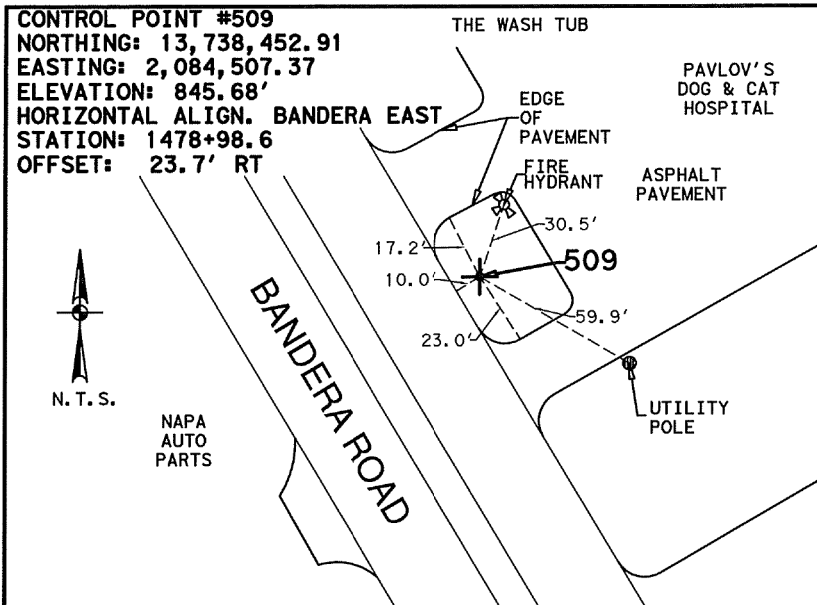 CONTROL POINT #509
NORTHING: 13,738,452.91
EASTING: 2,084,507.37
ELEVATION: 845.68'
HORIZONTAL ALIGN. BANDERA EAST
STATION: 1478+98.6
OFFSET: 23.7' RT
THE WASH TUB
PAVLOV'S
DOG & CAT
HOSPITAL
EDGE
OF
PAVEMENT
FIRE
HYDRANT
ASPHALT
PAVEMENT
30.5'
17.2'
509
10.0'
59.9'
23.0'
BANDERA ROAD
N.T.S.
NAPA
AUTO
PARTS
UTILITY
POLE